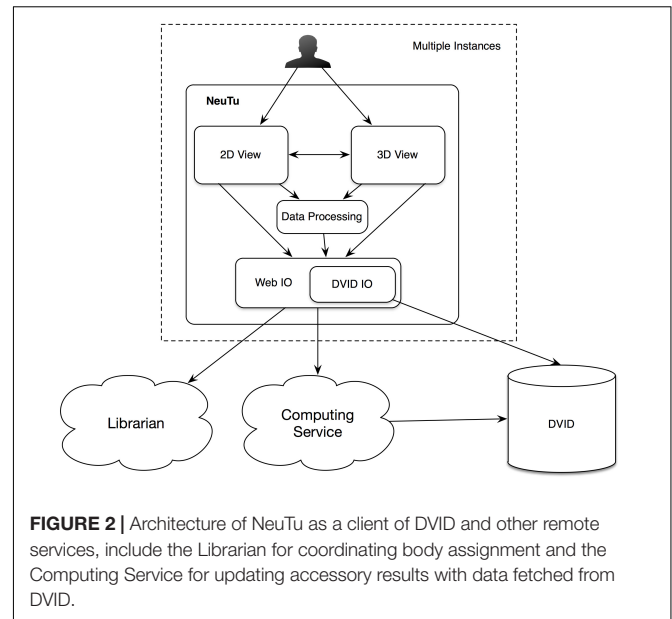 Multiple Instances
NeuTu
2D View
3D View
Data Processing
Web IO
DVID IO
Librarian
Computing
Service
DVID
FIGURE 2 | Architecture of NeuTu as a client of DVID and other remote
services, include the Librarian for coordinating body assignment and the
Computing Service for updating accessory results with data fetched from
DVID.